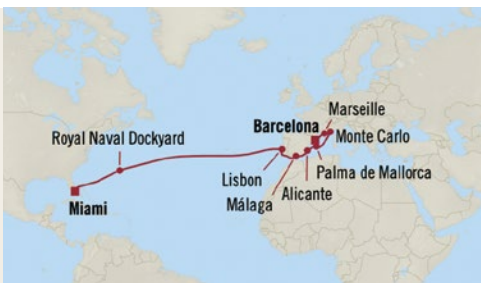 Marseille
Barcelona
Monte Carlo
Royal Naval Dockyard
Palma de Mallorca
Lisbon
Alicante
Málaga
Miami